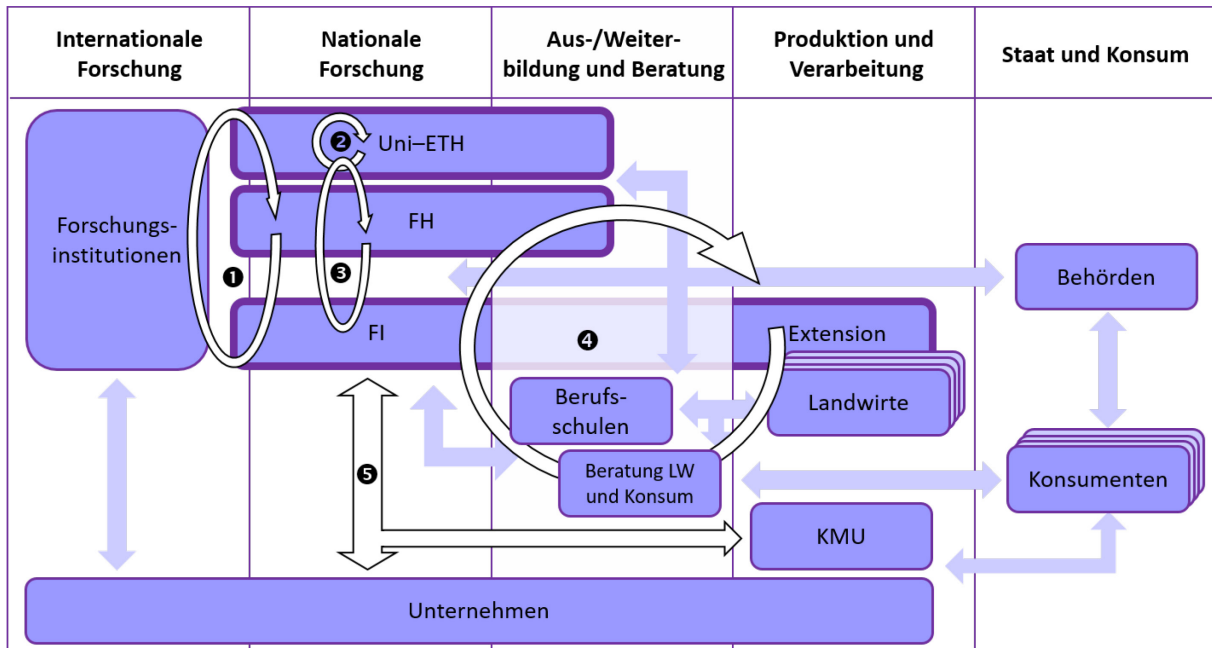 Internationale
Forschung
Nationale
Forschung
Aus-/Weiter-
bildung und Beratung
Produktion und
Verarbeitung
Staat und Konsum
❷
Uni–ETH
Forschungs-
institutionen
FH
❶
❸
Behörden
FI
❹
Extension
Berufs-
schulen
Landwirte
❺
Beratung LW
und Konsum
Konsumenten
KMU
Unternehmen